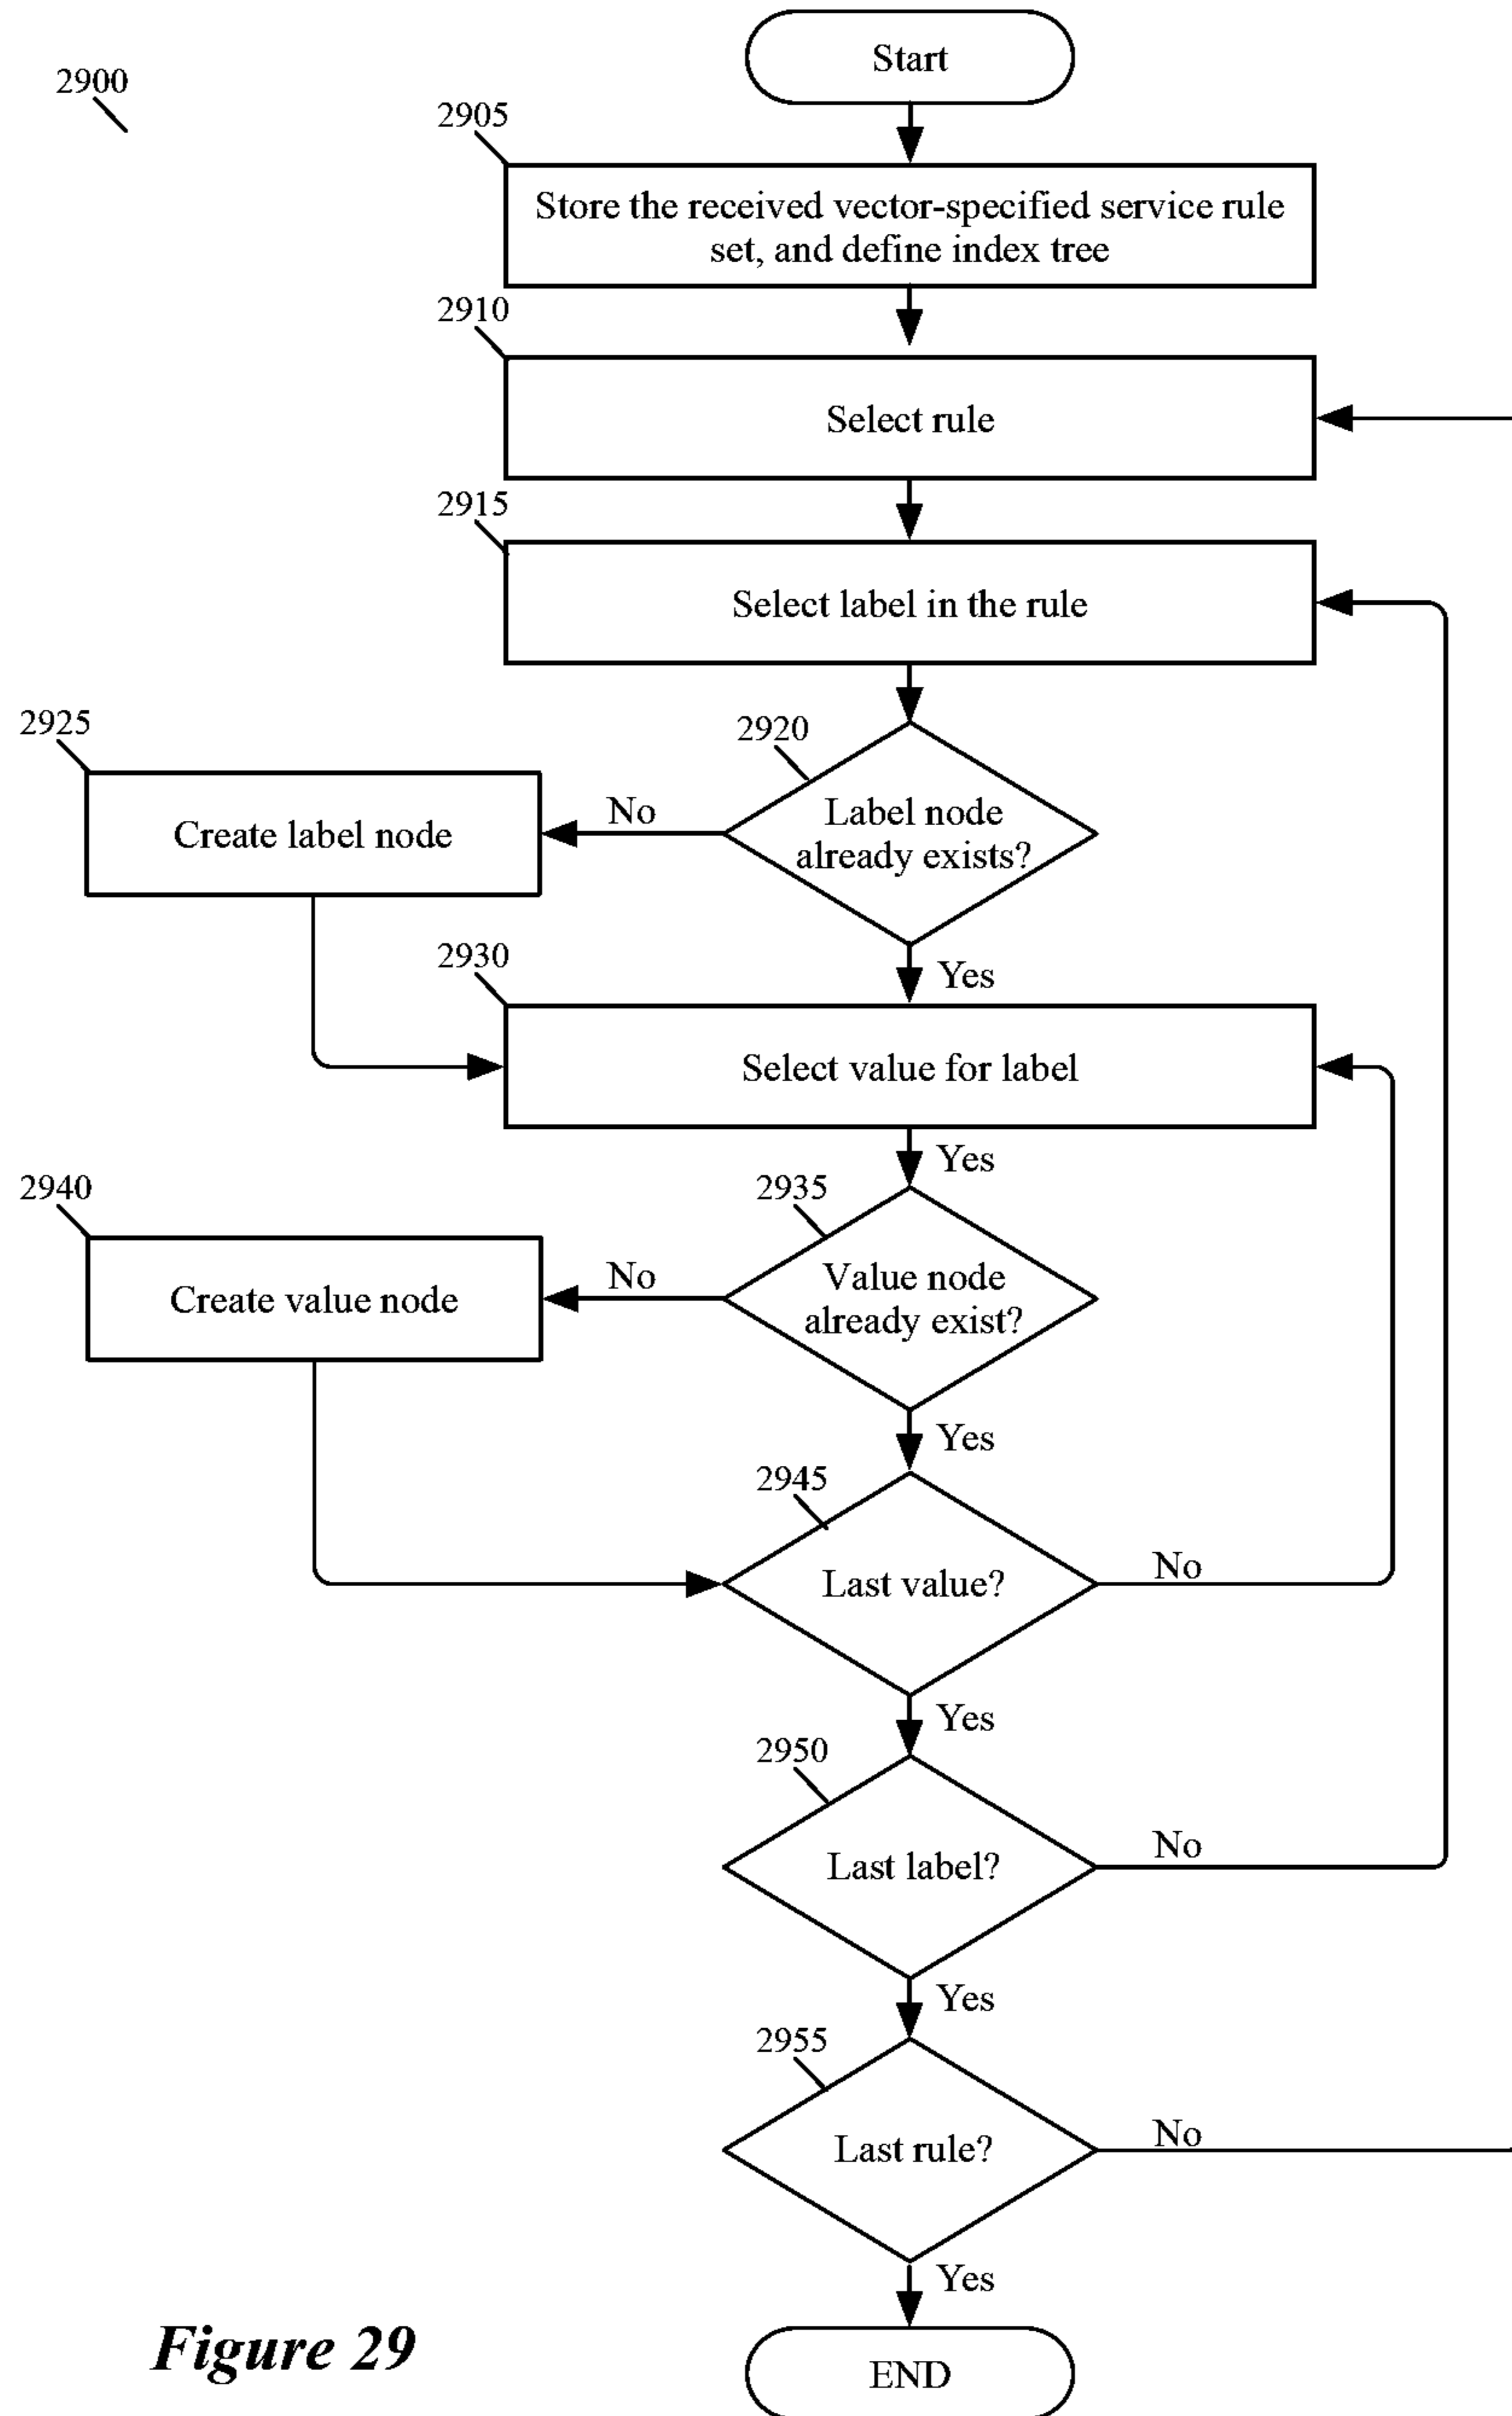 Start
2900
2905
Store the received vector-specified service rule
set, and define index tree
2910
Select rule
2915
Select label in the rule
2925
2920
Create label node
No
Label node
already exists?
2930
Yes
Select value for label
Yes
2940
2935
Create value node
No
Value node
already exist?
Yes
2945
Last value?
No
Yes
2950
Last label?
No
Yes
2955
Last rule?
No
Yes
Figure 29
END